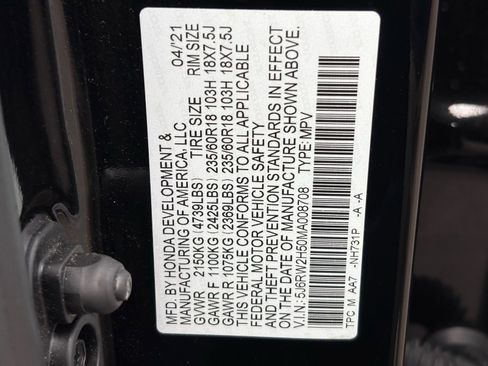 MFD. BY HONDA DEVELOPMENT &
MANUFACTURING OF AMERICA, LLC 04/'21
GVWR 2150KG (4739LBS) TIRE SIZE RIM SIZE
GAWR F 1100KG (2425LBS) 235/60R18 103H 18X7.5J
GAWR R 1075KG (2369LBS) 235/60R18 103H 18X7.5J
THIS VEHICLE CONFORMS TO ALL APPLICABLE
FEDERAL MOTOR VEHICLE SAFETY
AND THEFT PREVENTION STANDARDS IN EFFECT
ON THE DATE OF MANUFACTURE SHOWN ABOVE.
V.I.N.: 5J6RW2H50MA008708 TYPE: MPV
TPC M AA7 -NH731P -A -A